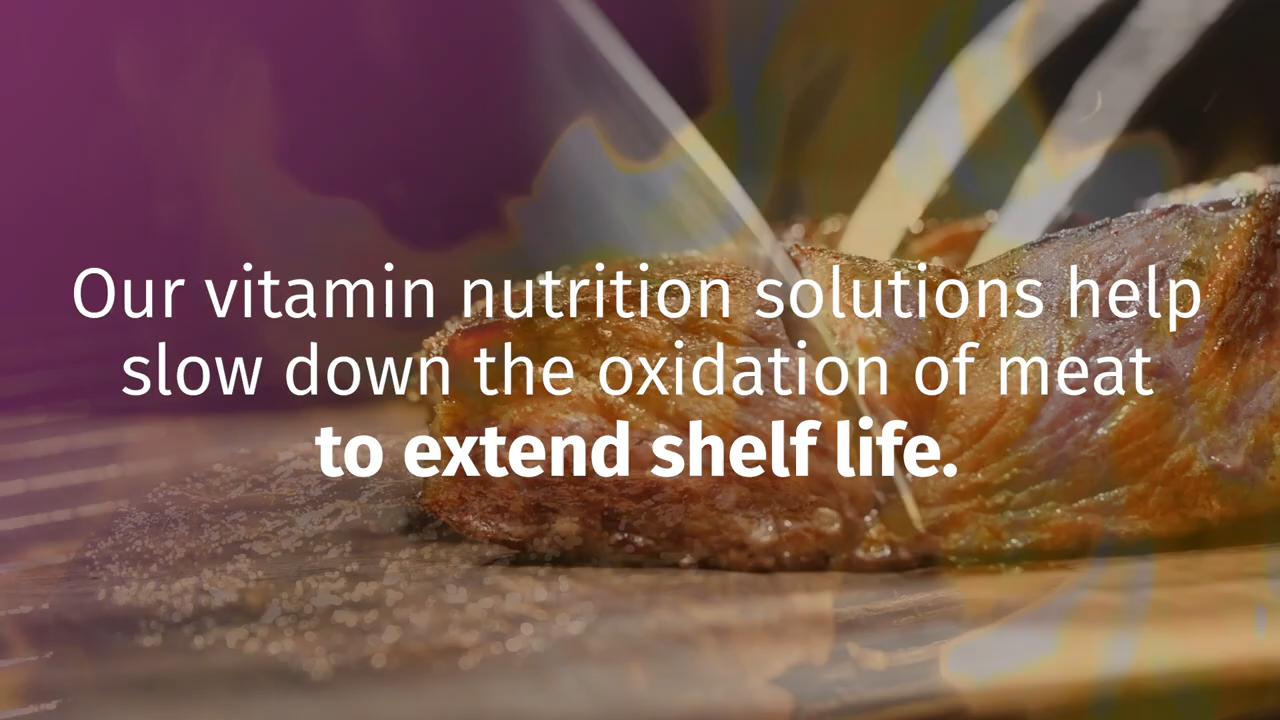 Our vitamin nutrition solutions help
slow down the oxidation of meat
to extend shelf life.